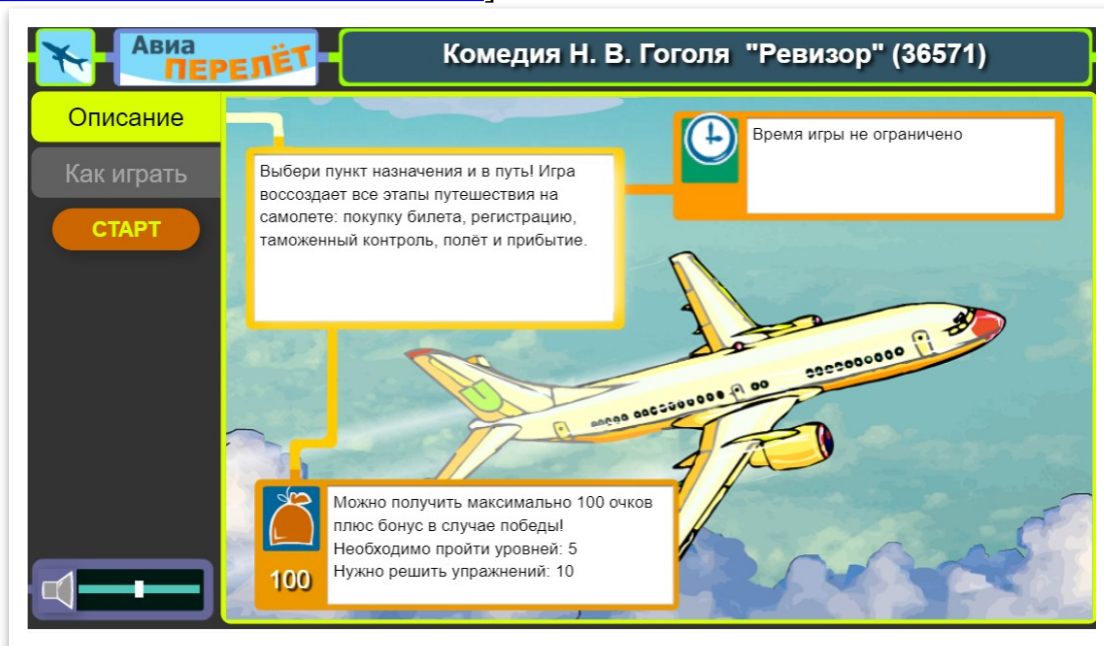 Авиа
ПЕРЕЛЁТ
Комедия Н. В. Гоголя "Ревизор" (36571)
Описание
Как играть
СТАРТ
Выбери пункт назначения и в путь! Игра
воссоздает все этапы путешествия на
самолете: покупку билета, регистрацию,
таможенный контроль, полёт и прибытие.
Время игры не ограничено
Можно получить максимально 100 очков
плюс бонус в случае победы!
Необходимо пройти уровней: 5
Нужно решить упражнений: 10
100